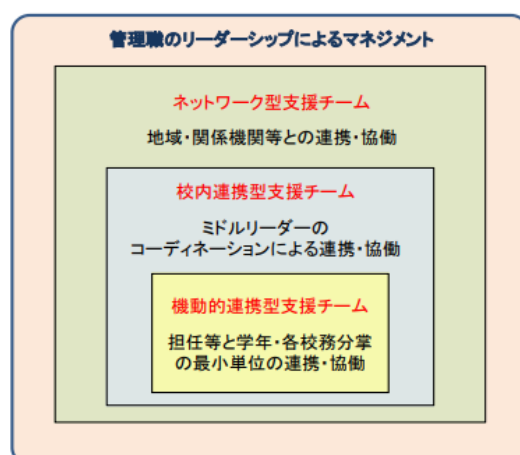 管理職のリーダーシップによるマネジメント
ネットワーク型支援チーム
地域・関係機関等との連携・協働
校内連携型支援チーム
ミドルリーダーの
コーディネーションによる連携・協働
機動的連携型支援チーム
担任等と学年・各校務分掌
の最小単位の連携・協働